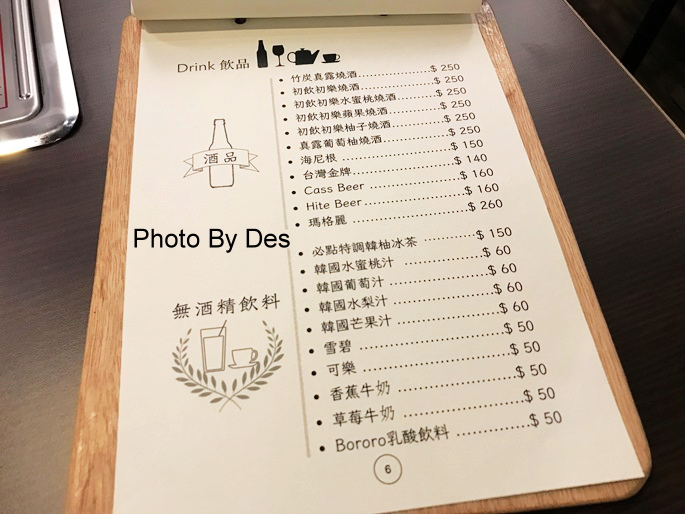 Drink 飲品
酒品
竹炭真露燒酒..................$ 250
初飲初樂燒酒..................$ 250
初飲初樂水蜜桃燒酒..................$ 250
初飲初樂蘋果燒酒..................$ 250
初飲初樂柚子燒酒..................$ 250
真露葡萄柚燒酒..................$ 250
海尼根..................$ 150
台灣金牌..................$ 140
Cass Beer..................$ 160
Hite Beer..................$ 160
瑪格麗..................$ 260
Photo By Des
無酒精飲料
必點特調韓柚冰茶..................$ 150
韓國水蜜桃汁..................$ 60
韓國葡萄汁..................$ 60
韓國水梨汁..................$ 60
韓國芒果汁..................$ 60
雪碧..................$ 50
可樂..................$ 50
香蕉牛奶..................$ 50
草莓牛奶..................$ 50
Bororo乳酸飲料..................$ 50
6